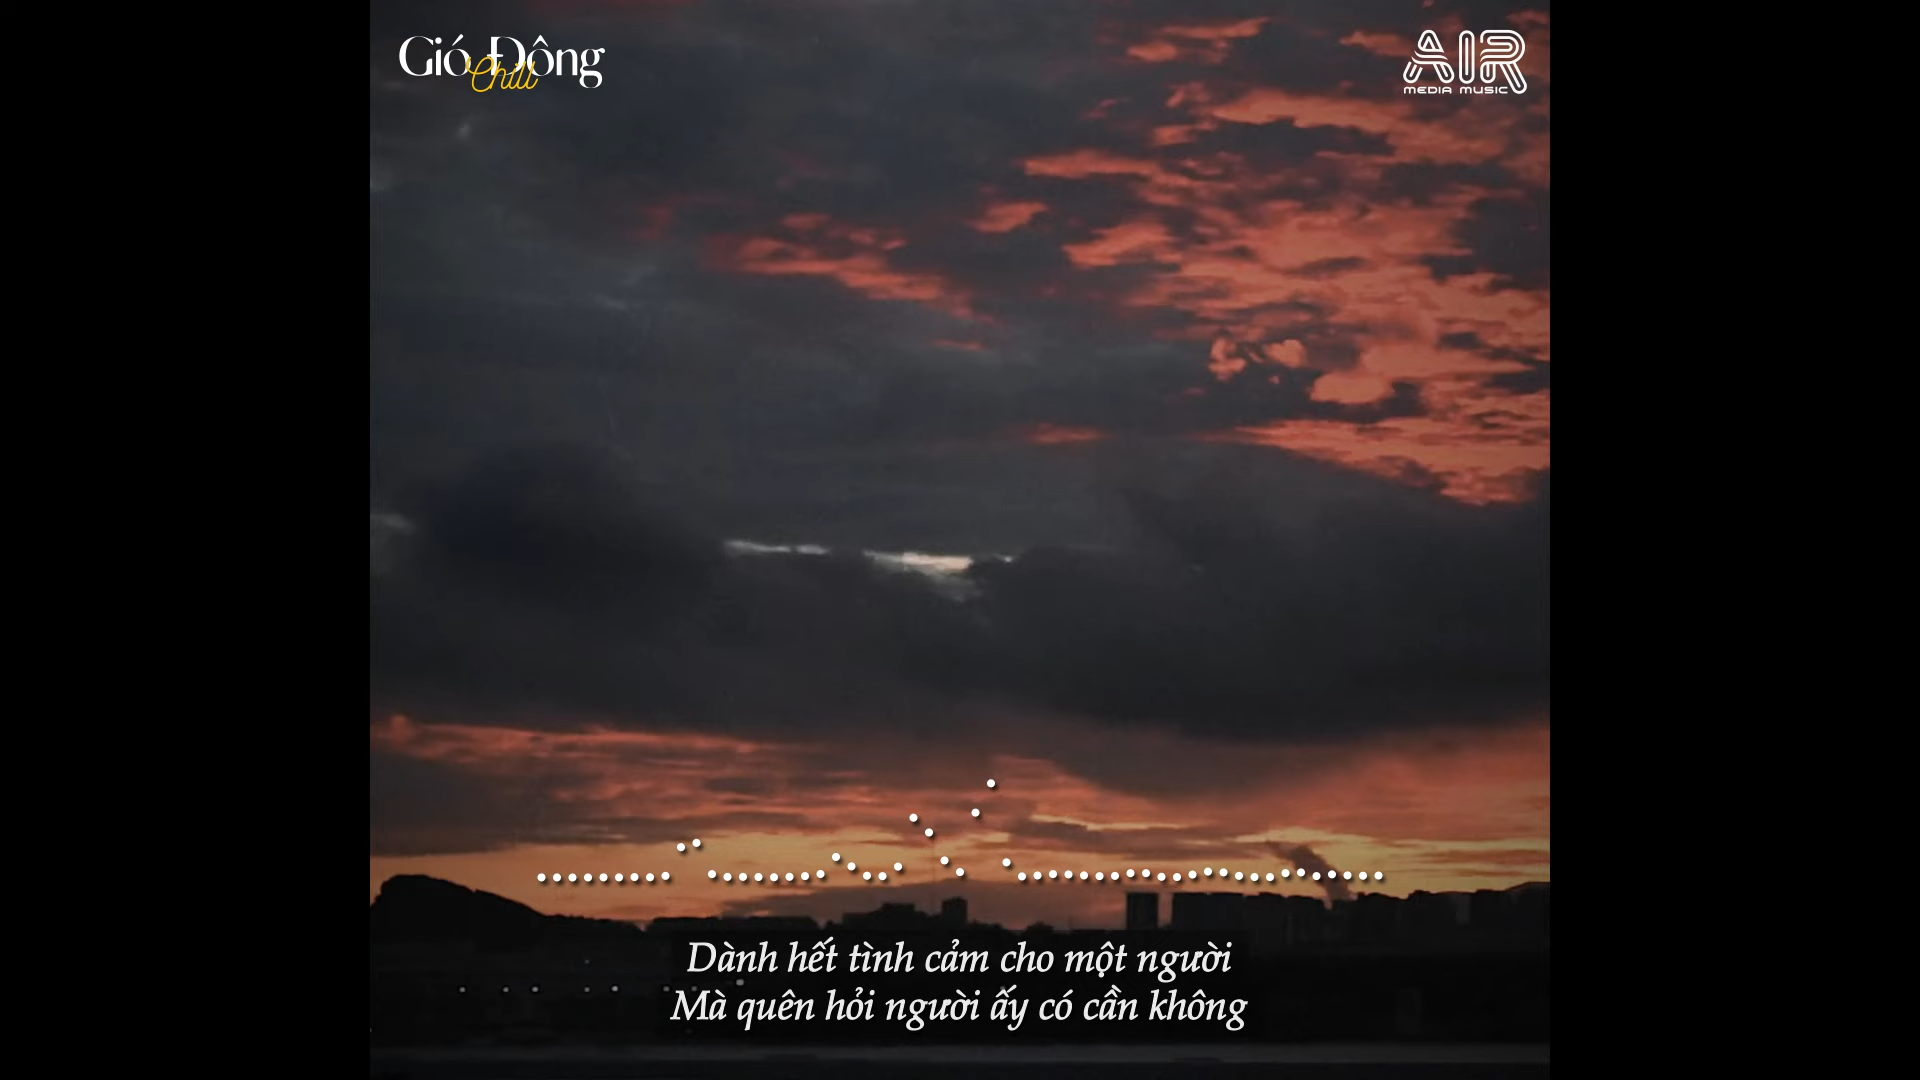 Gió Đông
Chill
AIR
MEDIA MUSIC
Dành hết tình cảm cho một người
Mà quên hỏi người ấy có cần không